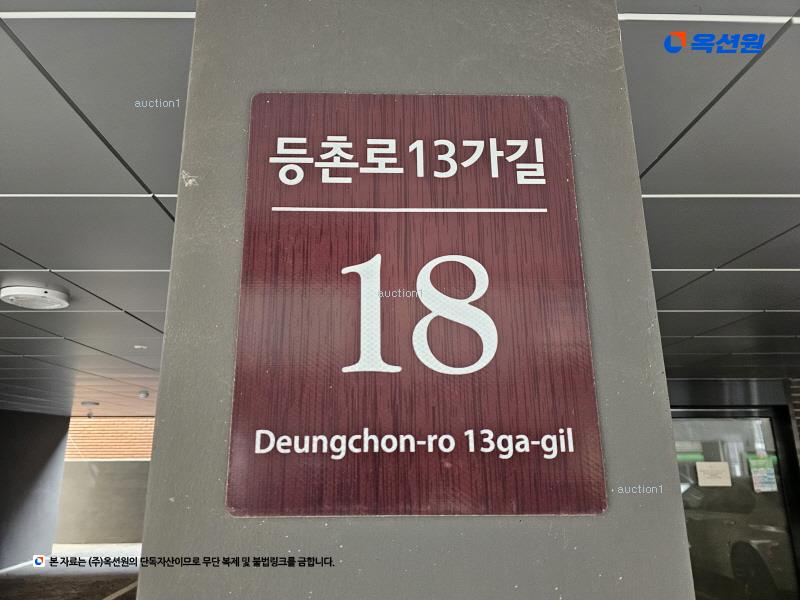 옥션원
auction1
등촌로13가길
auction1
18
Deungchon-ro 13ga-gil
auction1
본 자료는 (주)옥션원의 단독자산이므로 무단 복제 및 불법링크를 금합니다.